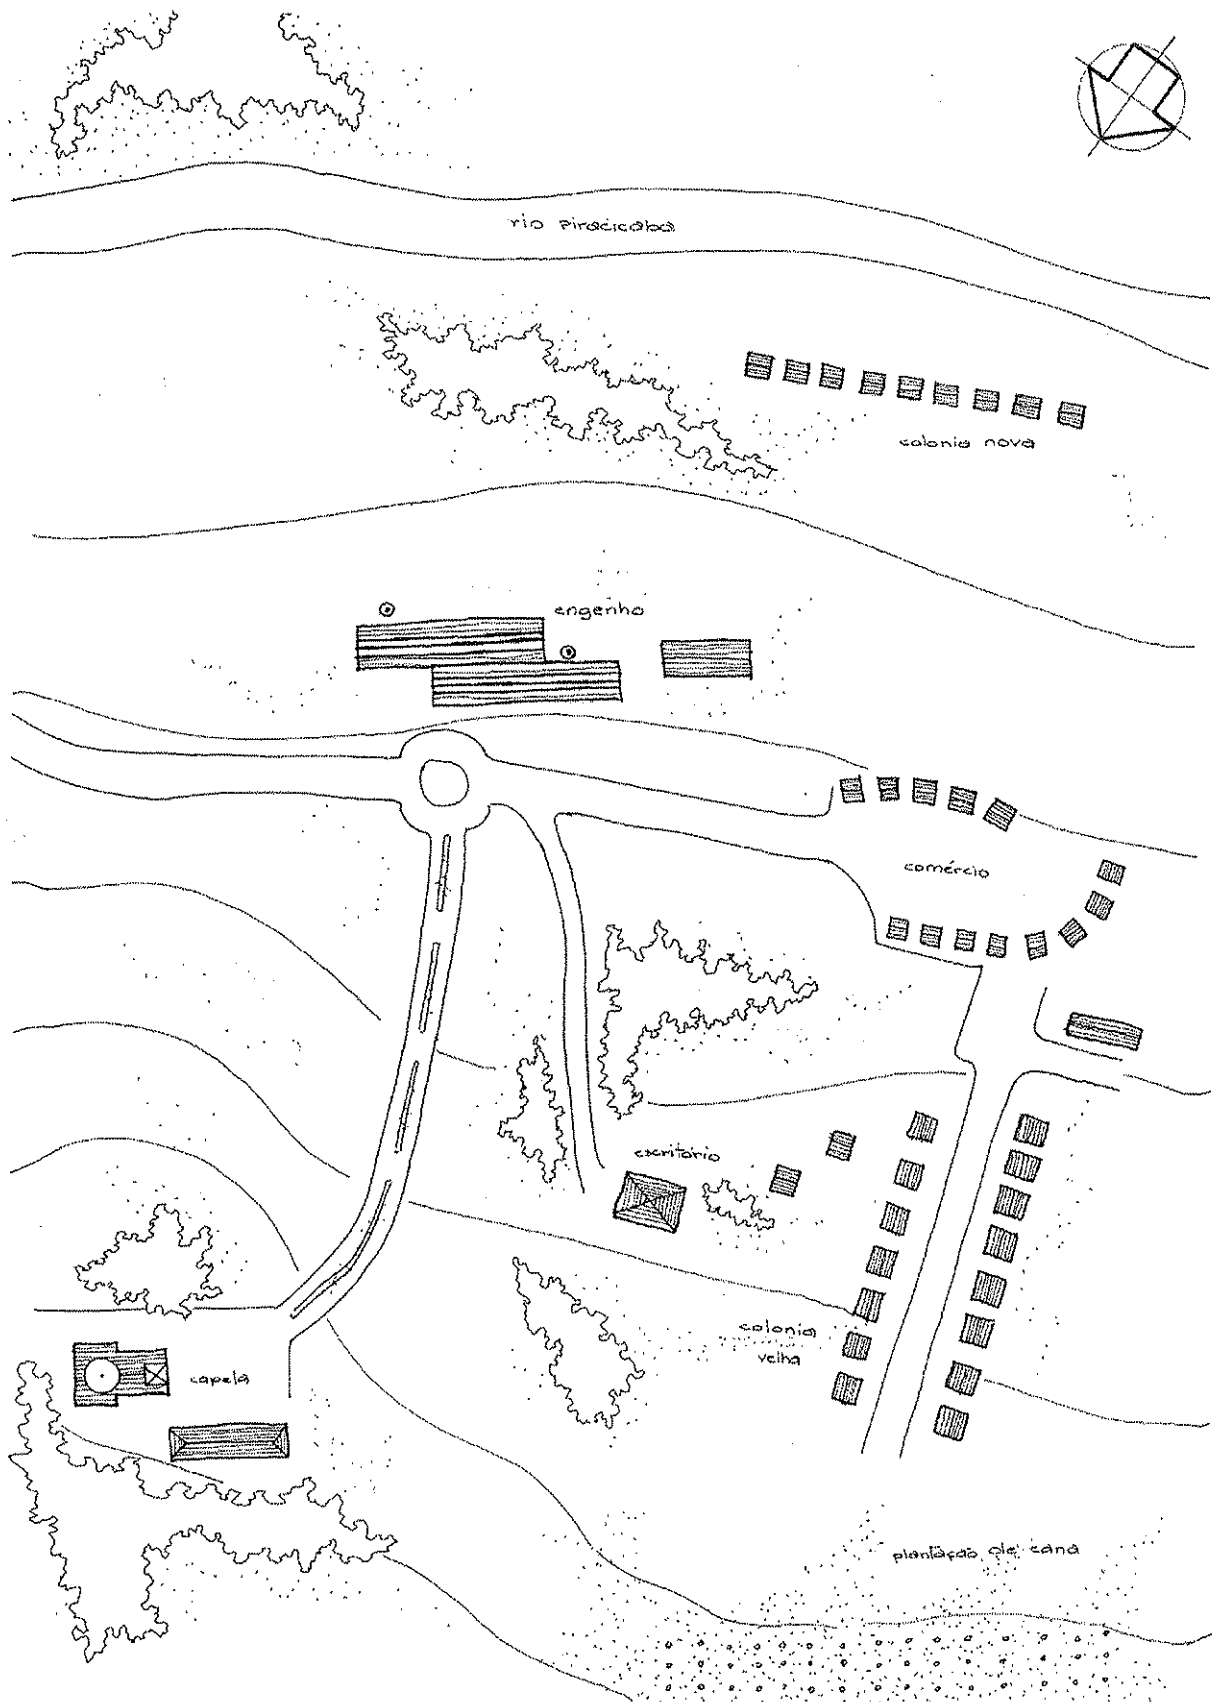 rio piracicaba
colonia nova
engenho
comércio
escritório
colonia
velha
capela
plantação de cana